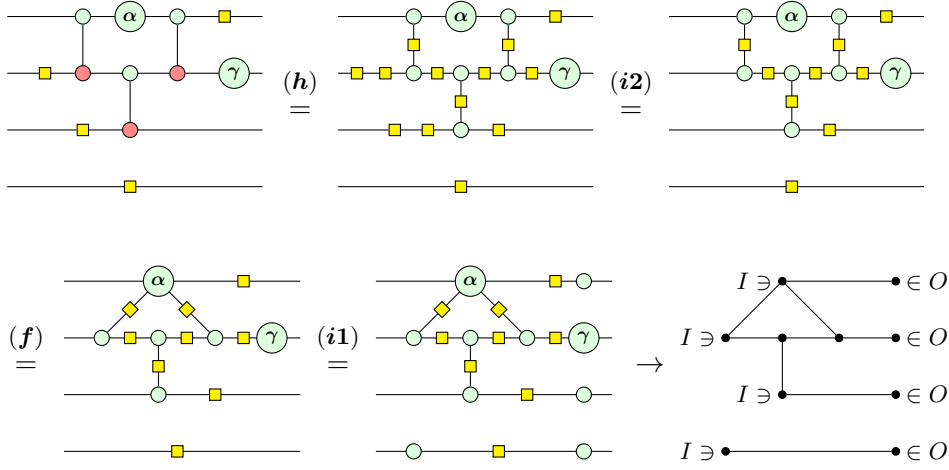 α α α
γ (h) γ (i2) γ
= =
α α I ∋ ∈ O
(f) γ (i1) γ I ∋ ∈ O
= = →
I ∋ ∈ O
I ∋ ∈ O